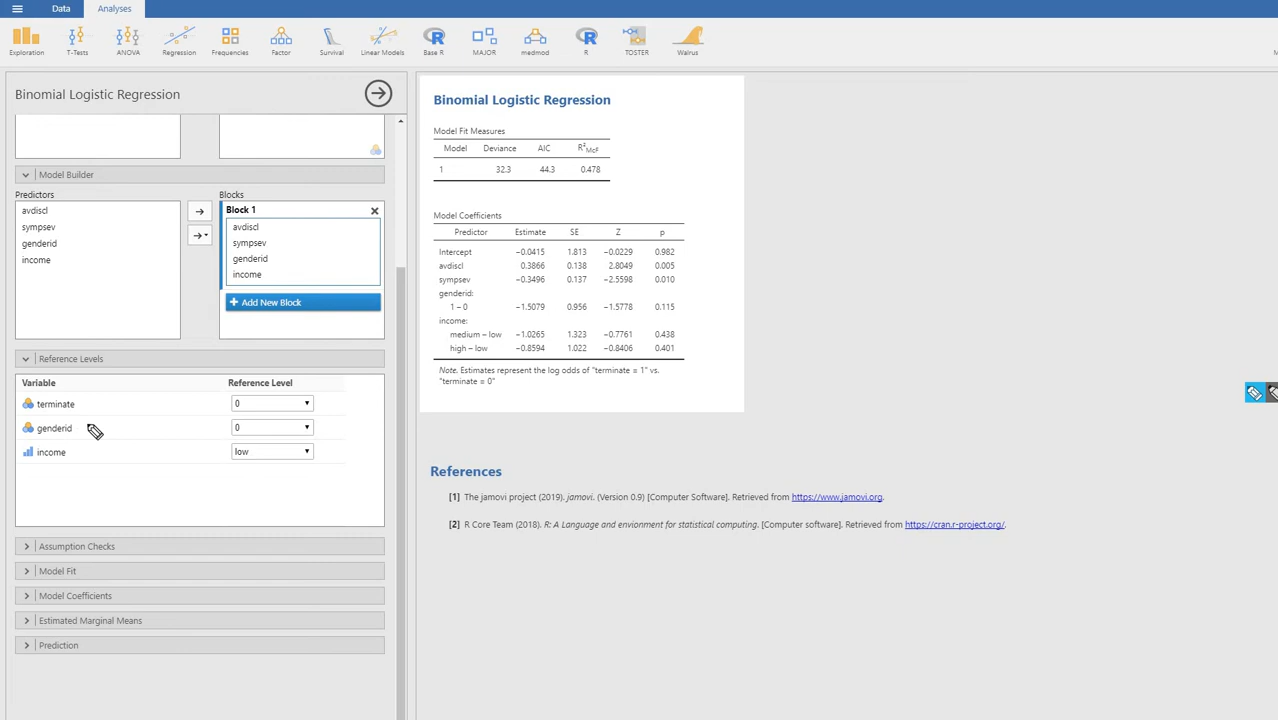 Data Analyses
Exploration T-Tests ANOVA Regression Frequencies Factor Survival Linear Models Base R MAJOR medmod R TOSTER Walrus
Binomial Logistic Regression
Model Builder
Predictors Blocks
avdiscl
sympsev
genderid
income
Block 1
avdiscl
sympsev
genderid
income
Add New Block
Reference Levels
Variable Reference Level
terminate 0
genderid 0
income low
Assumption Checks
Model Fit
Model Coefficients
Estimated Marginal Means
Prediction
Binomial Logistic Regression
Model Fit Measures
Model Deviance AIC R²McF
1 32.3 44.3 0.478
Model Coefficients
Predictor Estimate SE Z p
Intercept −0.0415 1.813 −0.0229 0.982
avdiscl 0.3866 0.138 2.8049 0.005
sympsev −0.3496 0.137 −2.5598 0.010
genderid:
1 – 0 −1.5079 0.956 −1.5778 0.115
income:
medium – low −1.0265 1.323 −0.7761 0.438
high – low −0.8594 1.022 −0.8406 0.401
Note. Estimates represent the log odds of "terminate = 1" vs.
"terminate = 0"
References
[1] The jamovi project (2019). jamovi. (Version 0.9) [Computer Software]. Retrieved from https://www.jamovi.org.
[2] R Core Team (2018). R: A Language and envionment for statistical computing. [Computer software]. Retrieved from https://cran.r-project.org/.